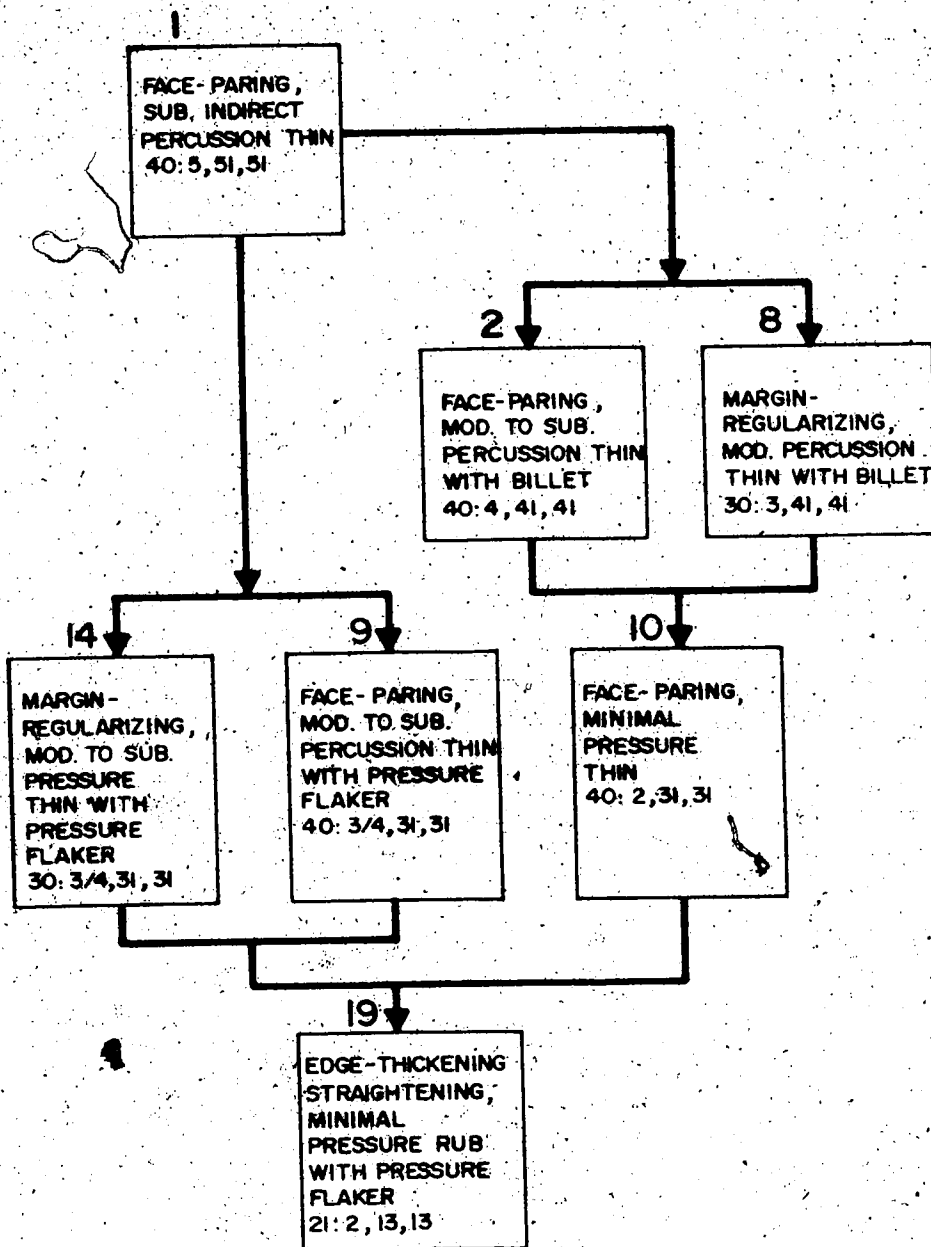 1
FACE-PARING,
SUB. INDIRECT
PERCUSSION THIN
40:5,51,51
2
FACE-PARING,
MOD. TO SUB.
PERCUSSION THIN
WITH BILLET
40:4,41,41
8
MARGIN-
REGULARIZING,
MOD. PERCUSSION
THIN WITH BILLET
30:3,41,41
14
MARGIN-
REGULARIZING,
MOD. TO SUB.
PRESSURE
THIN WITH
PRESSURE
FLAKER
30:3/4,31,31
9
FACE-PARING,
MOD. TO SUB.
PERCUSSION THIN
WITH PRESSURE
FLAKER
40:3/4,31,31
10
FACE-PARING,
MINIMAL
PRESSURE
THIN
40:2,31,31
19
EDGE-THICKENING
STRAIGHTENING,
MINIMAL
PRESSURE RUB
WITH PRESSURE
FLAKER
21:2,13,13